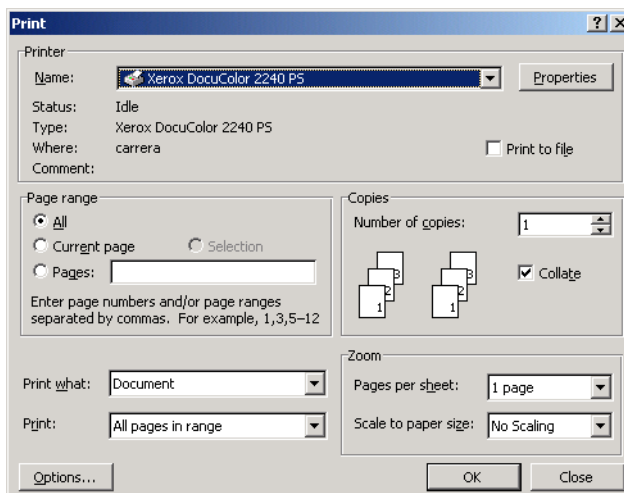 Print
Printer
Name: Xerox DocuColor 2240 PS Properties
Status: Idle
Type: Xerox DocuColor 2240 PS
Where: carrera Print to file
Comment:
Page range
All
Current page Selection
Pages:
Enter page numbers and/or page ranges
separated by commas. For example, 1,3,5–12
Copies
Number of copies: 1
3 3
2 2
1 1
Collate
Print what: Document
Print: All pages in range
Zoom
Pages per sheet: 1 page
Scale to paper size: No Scaling
Options... OK Close